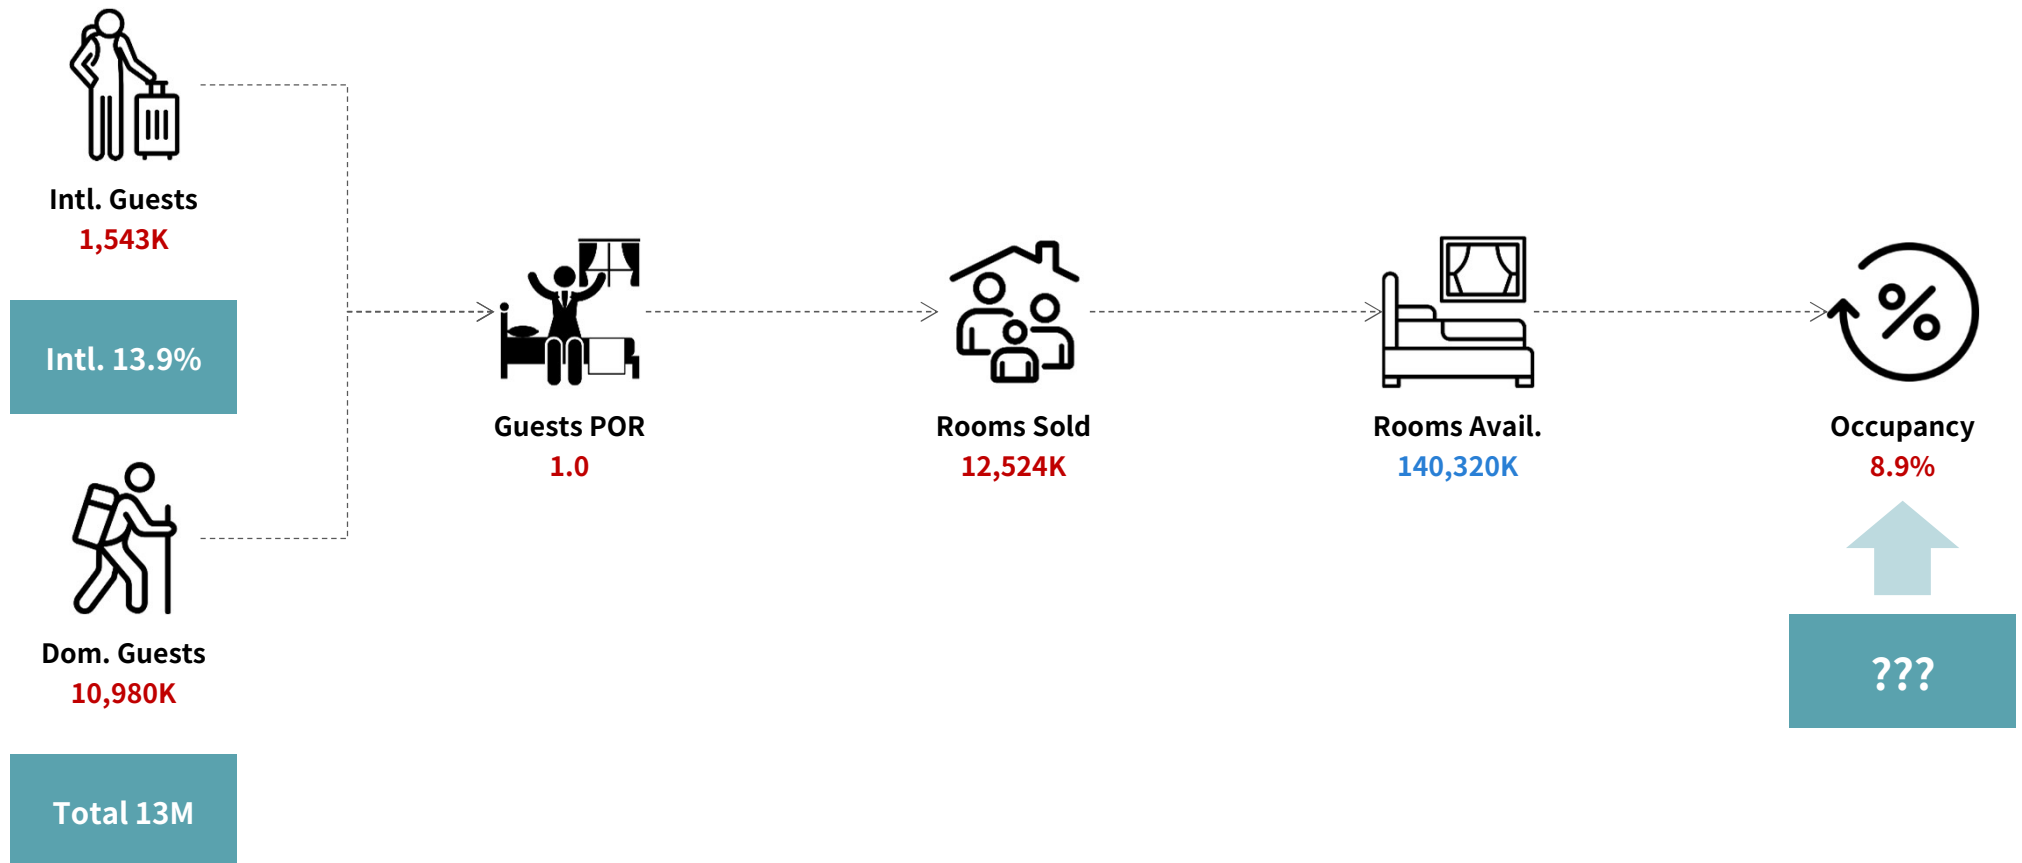 Intl. Guests
1,543K
Intl. 13.9%
Dom. Guests
10,980K
Total 13M
Guests POR
1.0
Rooms Sold
12,524K
Rooms Avail.
140,320K
Occupancy
8.9%
???